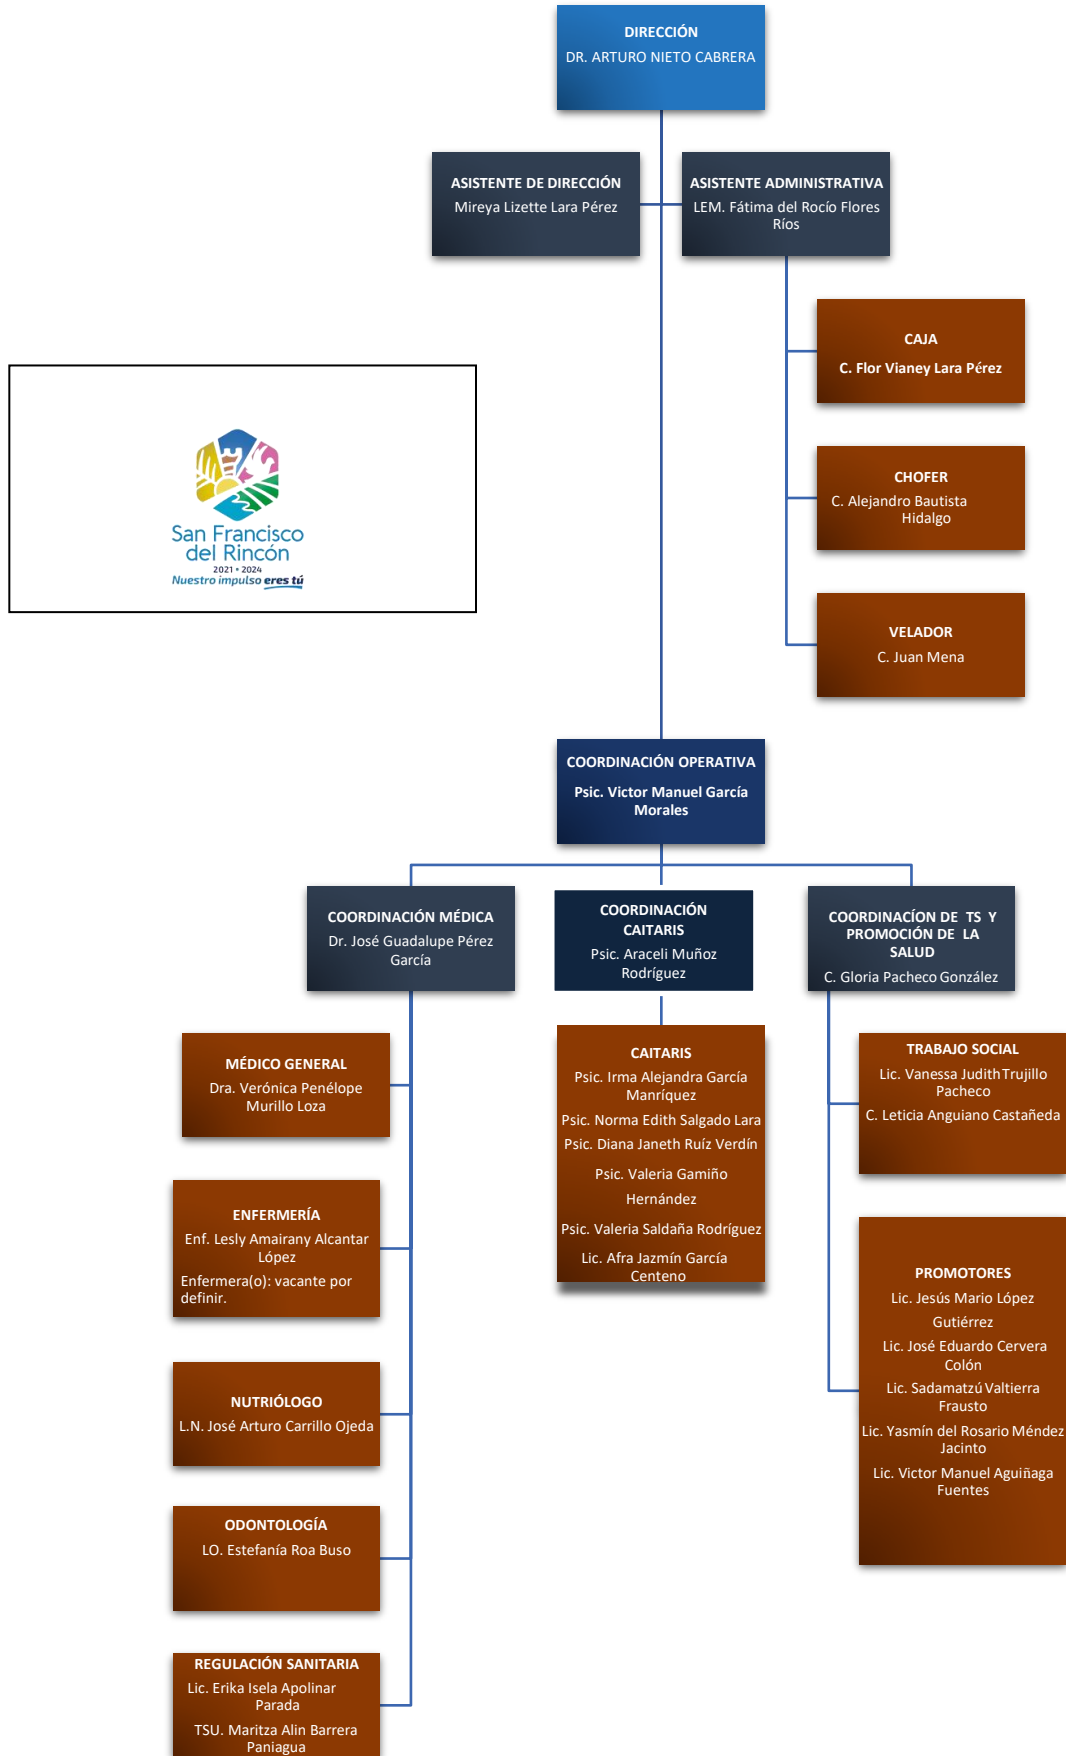 DIRECCIÓN
DR. ARTURO NIETO CABRERA
ASISTENTE DE DIRECCIÓN
Mireya Lizette Lara Pérez
ASISTENTE ADMINISTRATIVA
LEM. Fátima del Rocío Flores
Ríos
CAJA
C. Flor Vianey Lara Pérez
CHOFER
C. Alejandro Bautista
Hidalgo
VELADOR
C. Juan Mena
San Francisco
del Rincón
2021 • 2024
Nuestro impulso eres tú
COORDINACIÓN OPERATIVA
Psic. Victor Manuel García
Morales
COORDINACIÓN MÉDICA
Dr. José Guadalupe Pérez
García
COORDINACIÓN
CAITARIS
Psic. Araceli Muñoz
Rodríguez
COORDINACÍON DE TS Y
PROMOCIÓN DE LA
SALUD
C. Gloria Pacheco González
MÉDICO GENERAL
Dra. Verónica Penélope
Murillo Loza
ENFERMERÍA
Enf. Lesly Amairany Alcantar
López
Enfermera(o): vacante por
definir.
NUTRIÓLOGO
L.N. José Arturo Carrillo Ojeda
ODONTOLOGÍA
LO. Estefanía Roa Buso
REGULACIÓN SANITARIA
Lic. Erika Isela Apolinar
Parada
TSU. Maritza Alin Barrera
Paniagua
CAITARIS
Psic. Irma Alejandra García
Manríquez
Psic. Norma Edith Salgado Lara
Psic. Diana Janeth Ruíz Verdín
Psic. Valeria Gamiño
Hernández
Psic. Valeria Saldaña Rodríguez
Lic. Afra Jazmín García
Centeno
TRABAJO SOCIAL
Lic. Vanessa Judith Trujillo
Pacheco
C. Leticia Anguiano Castañeda
PROMOTORES
Lic. Jesús Mario López
Gutiérrez
Lic. José Eduardo Cervera
Colón
Lic. Sadamatzú Valtierra
Frausto
Lic. Yasmín del Rosario Méndez
Jacinto
Lic. Victor Manuel Aguiñaga
Fuentes